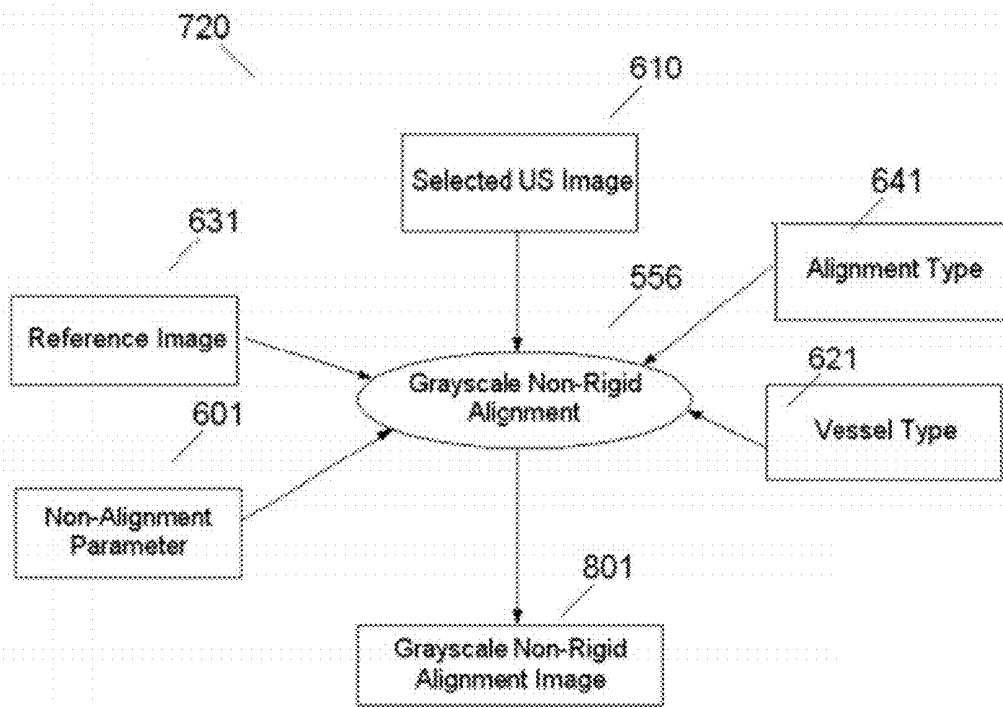 720
610
Selected US Image
641
Alignment Type
631
Reference Image
556
Grayscale Non-Rigid
Alignment
621
Vessel Type
601
Non-Alignment
Parameter
801
Grayscale Non-Rigid
Alignment Image